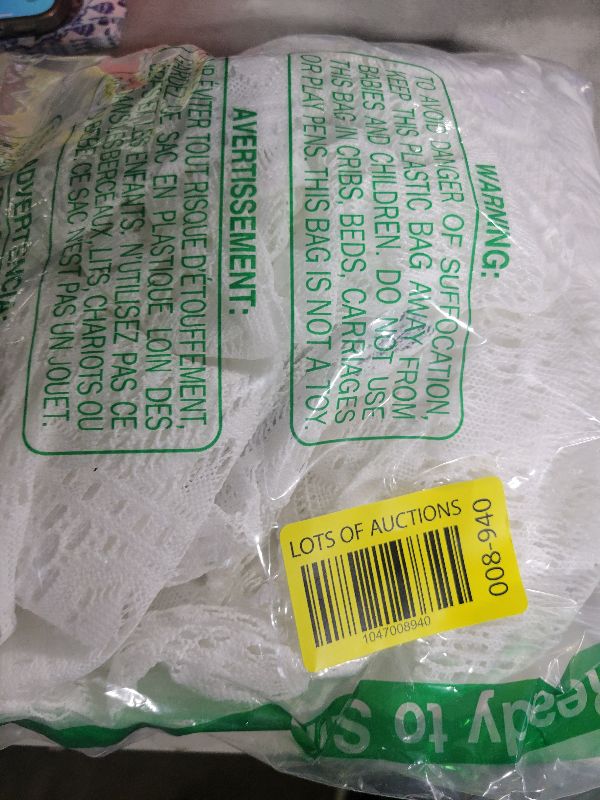 WARNING:
TO AVOID DANGER OF SUFFOCATION,
KEEP THIS PLASTIC BAG AWAY FROM
BABIES AND CHILDREN. DO NOT USE
THIS BAG IN CRIBS, BEDS, CARRIAGES
OR PLAY PENS. THIS BAG IS NOT A TOY.
AVERTISSEMENT:
TOUT RISQUE D'ÉTOUFFEMENT,
SAC EN PLASTIQUE LOIN DES
ENFANTS. N'UTILISEZ PAS CE
BERCEAUX, LITS, CHARIOTS OU
CE SAC N'EST PAS UN JOUET.
LOTS OF AUCTIONS
008-940
1047008940
Ready to S